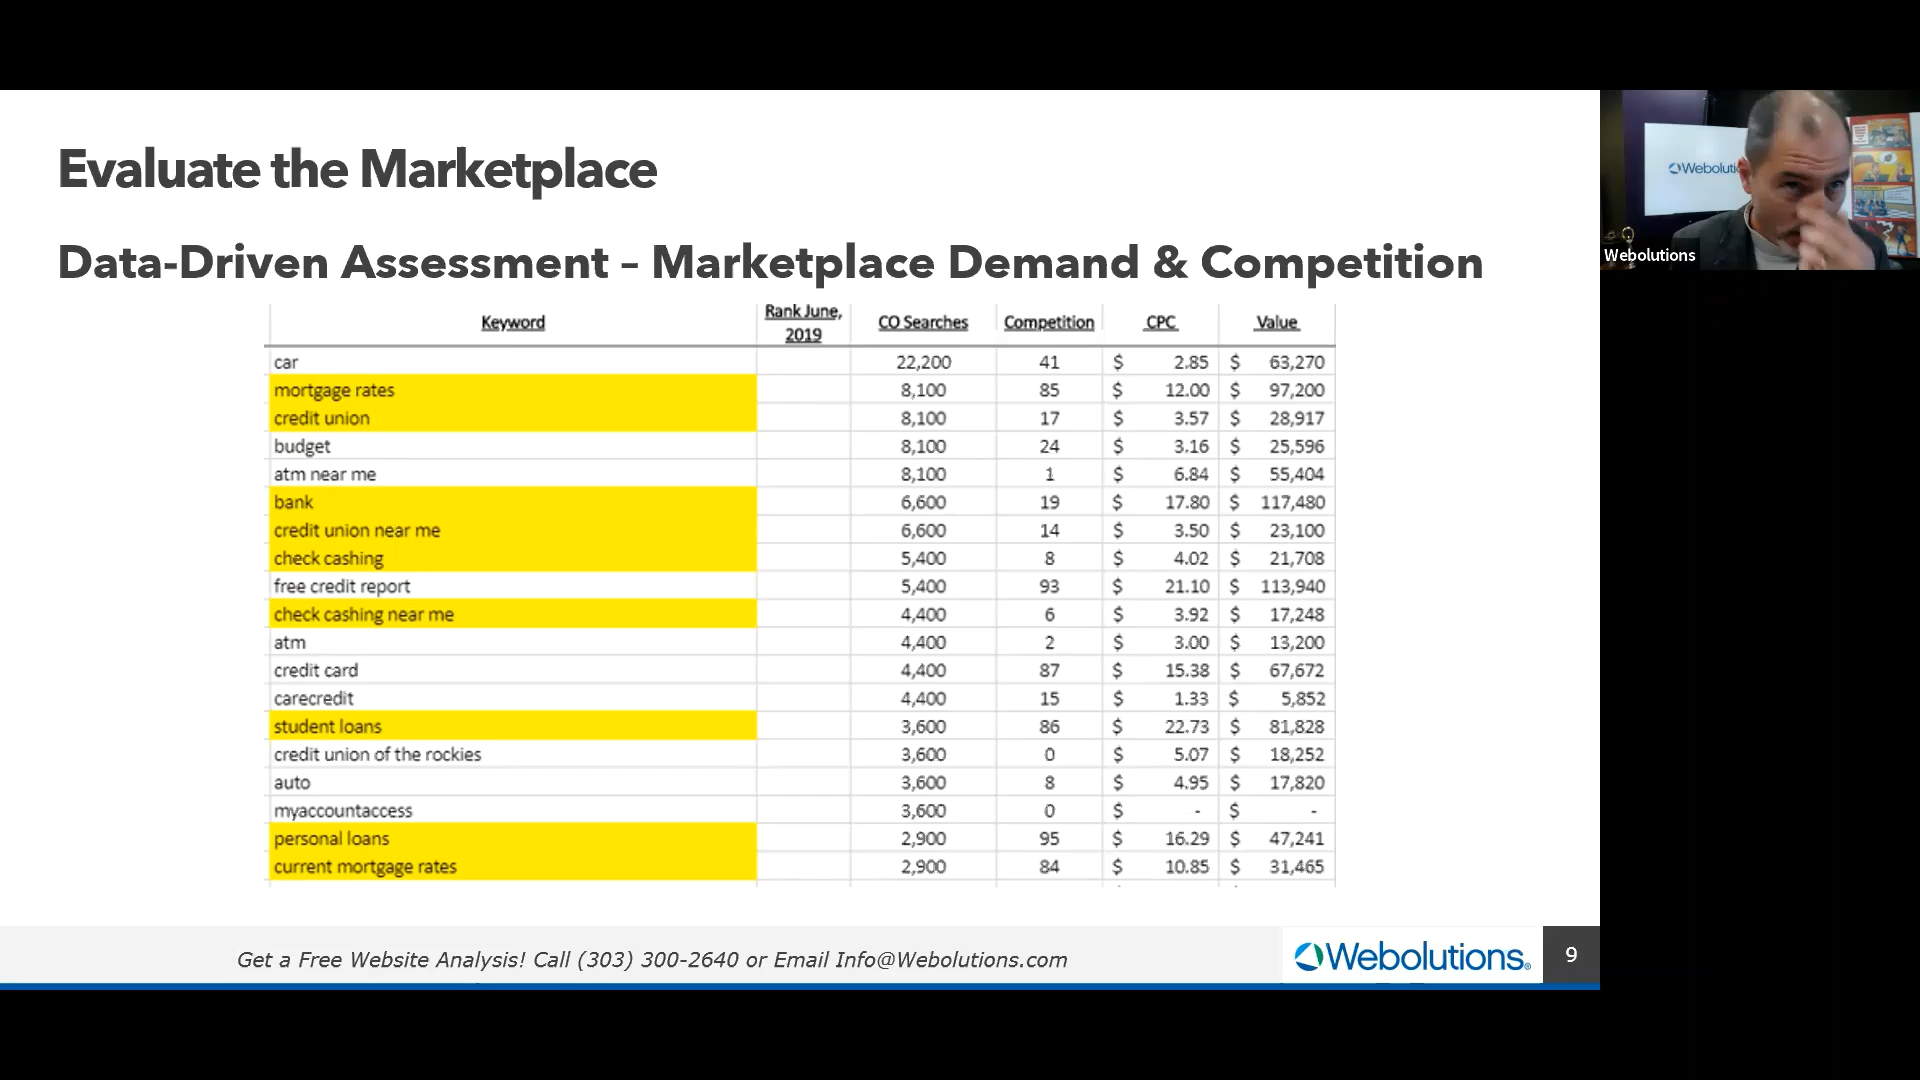 Evaluate the Marketplace
Data-Driven Assessment – Marketplace Demand & Competition
Keyword Rank June, 2019 CO Searches Competition CPC Value
car 22,200 41 $ 2.85 $ 63,270
mortgage rates 8,100 85 $ 12.00 $ 97,200
credit union 8,100 17 $ 3.57 $ 28,917
budget 8,100 24 $ 3.16 $ 25,596
atm near me 8,100 1 $ 6.84 $ 55,404
bank 6,600 19 $ 17.80 $ 117,480
credit union near me 6,600 14 $ 3.50 $ 23,100
check cashing 5,400 8 $ 4.02 $ 21,708
free credit report 5,400 93 $ 21.10 $ 113,940
check cashing near me 4,400 6 $ 3.92 $ 17,248
atm 4,400 2 $ 3.00 $ 13,200
credit card 4,400 87 $ 15.38 $ 67,672
carecredit 4,400 15 $ 1.33 $ 5,852
student loans 3,600 86 $ 22.73 $ 81,828
credit union of the rockies 3,600 0 $ 5.07 $ 18,252
auto 3,600 8 $ 4.95 $ 17,820
myaccountaccess 3,600 0 $ - $ -
personal loans 2,900 95 $ 16.29 $ 47,241
current mortgage rates 2,900 84 $ 10.85 $ 31,465
Get a Free Website Analysis! Call (303) 300-2640 or Email Info@Webolutions.com
Webolutions®
9
Weboluti
Webolutions